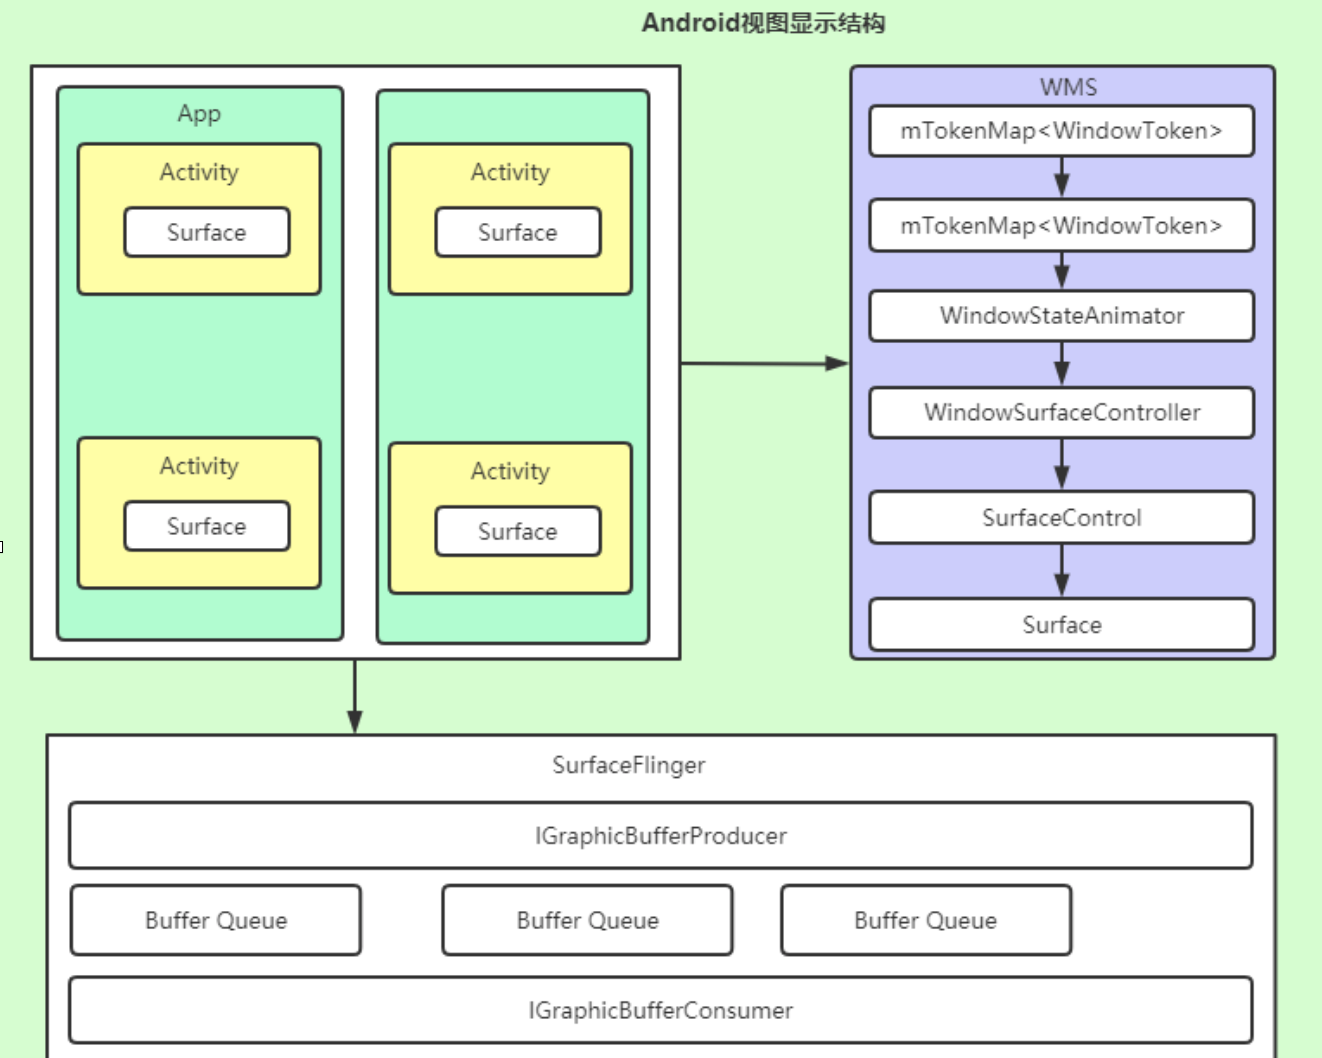 Android视图显示结构
App
Activity
Surface
Activity
Surface
Activity
Surface
Activity
Surface
WMS
mTokenMap<WindowToken>
mTokenMap<WindowToken>
WindowStateAnimator
WindowSurfaceController
SurfaceControl
Surface
SurfaceFlinger
IGraphicBufferProducer
Buffer Queue
Buffer Queue
Buffer Queue
IGraphicBufferConsumer